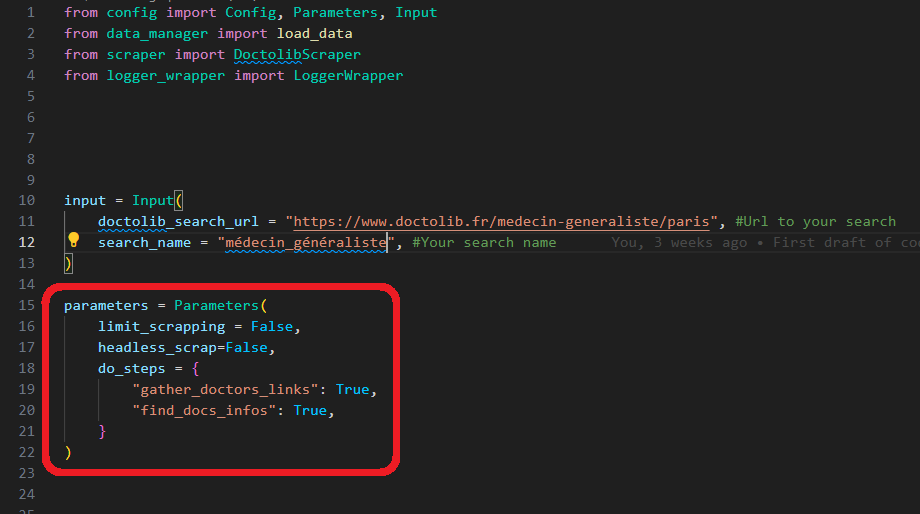 1 from config import Config, Parameters, Input
2 from data_manager import load_data
3 from scraper import DoctolibScraper
4 from logger_wrapper import LoggerWrapper
5
6
7
8
9
10 input = Input(
11 doctolib_search_url = "https://www.doctolib.fr/medecin-generaliste/paris", #Url to your search
12 search_name = "médecin_généraliste", #Your search name You, 3 weeks ago • First draft of co
13 )
14
15 parameters = Parameters(
16 limit_scrapping = False,
17 headless_scrap=False,
18 do_steps = {
19 "gather_doctors_links": True,
20 "find_docs_infos": True,
21 }
22 )
23
24